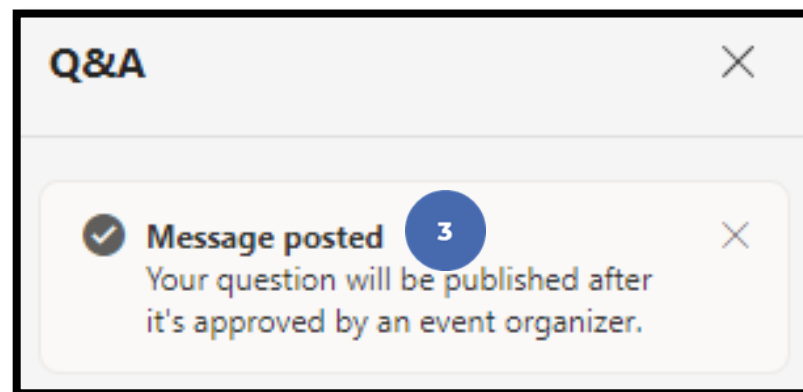 Q&A
Message posted 3
Your question will be published after
it's approved by an event organizer.